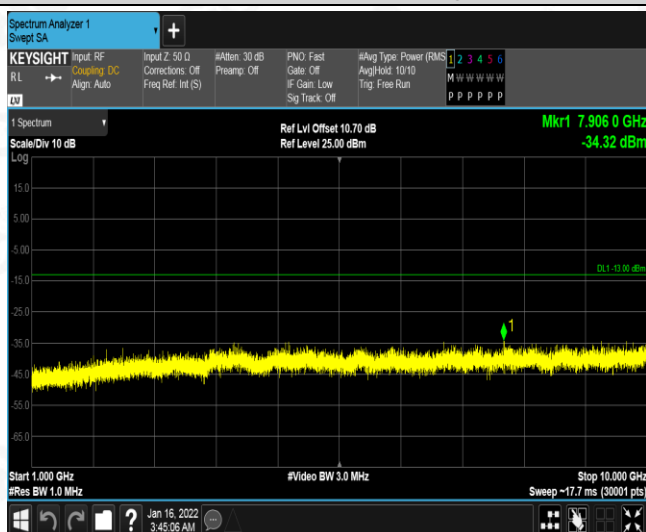 Spectrum Analyzer 1
Swept SA
KEYSIGHT
RL
LXI
Input: RF
Coupling: DC
Align: Auto
Input Z: 50 Ω
Corrections: Off
Freq Ref: Int (S)
#Atten: 30 dB
Preamp: Off
PNO: Fast
Gate: Off
IF Gain: Low
Sig Track: Off
#Avg Type: Power (RMS
Avg|Hold: 10/10
Trig: Free Run
1 2 3 4 5 6
M W W W W W
P P P P P P
1 Spectrum
Scale/Div 10 dB
Log
Ref Lvl Offset 10.70 dB
Ref Level 25.00 dBm
Mkr1 7.906 0 GHz
-34.32 dBm
15.0
5.00
-5.00
DL1 -13.00 dBm
-15.0
-25.0
1
-35.0
-45.0
-55.0
-65.0
Start 1.000 GHz
#Res BW 1.0 MHz
#Video BW 3.0 MHz
Stop 10.000 GHz
Sweep ~17.7 ms (30001 pts)
?
Jan 16, 2022
3:45:06 AM